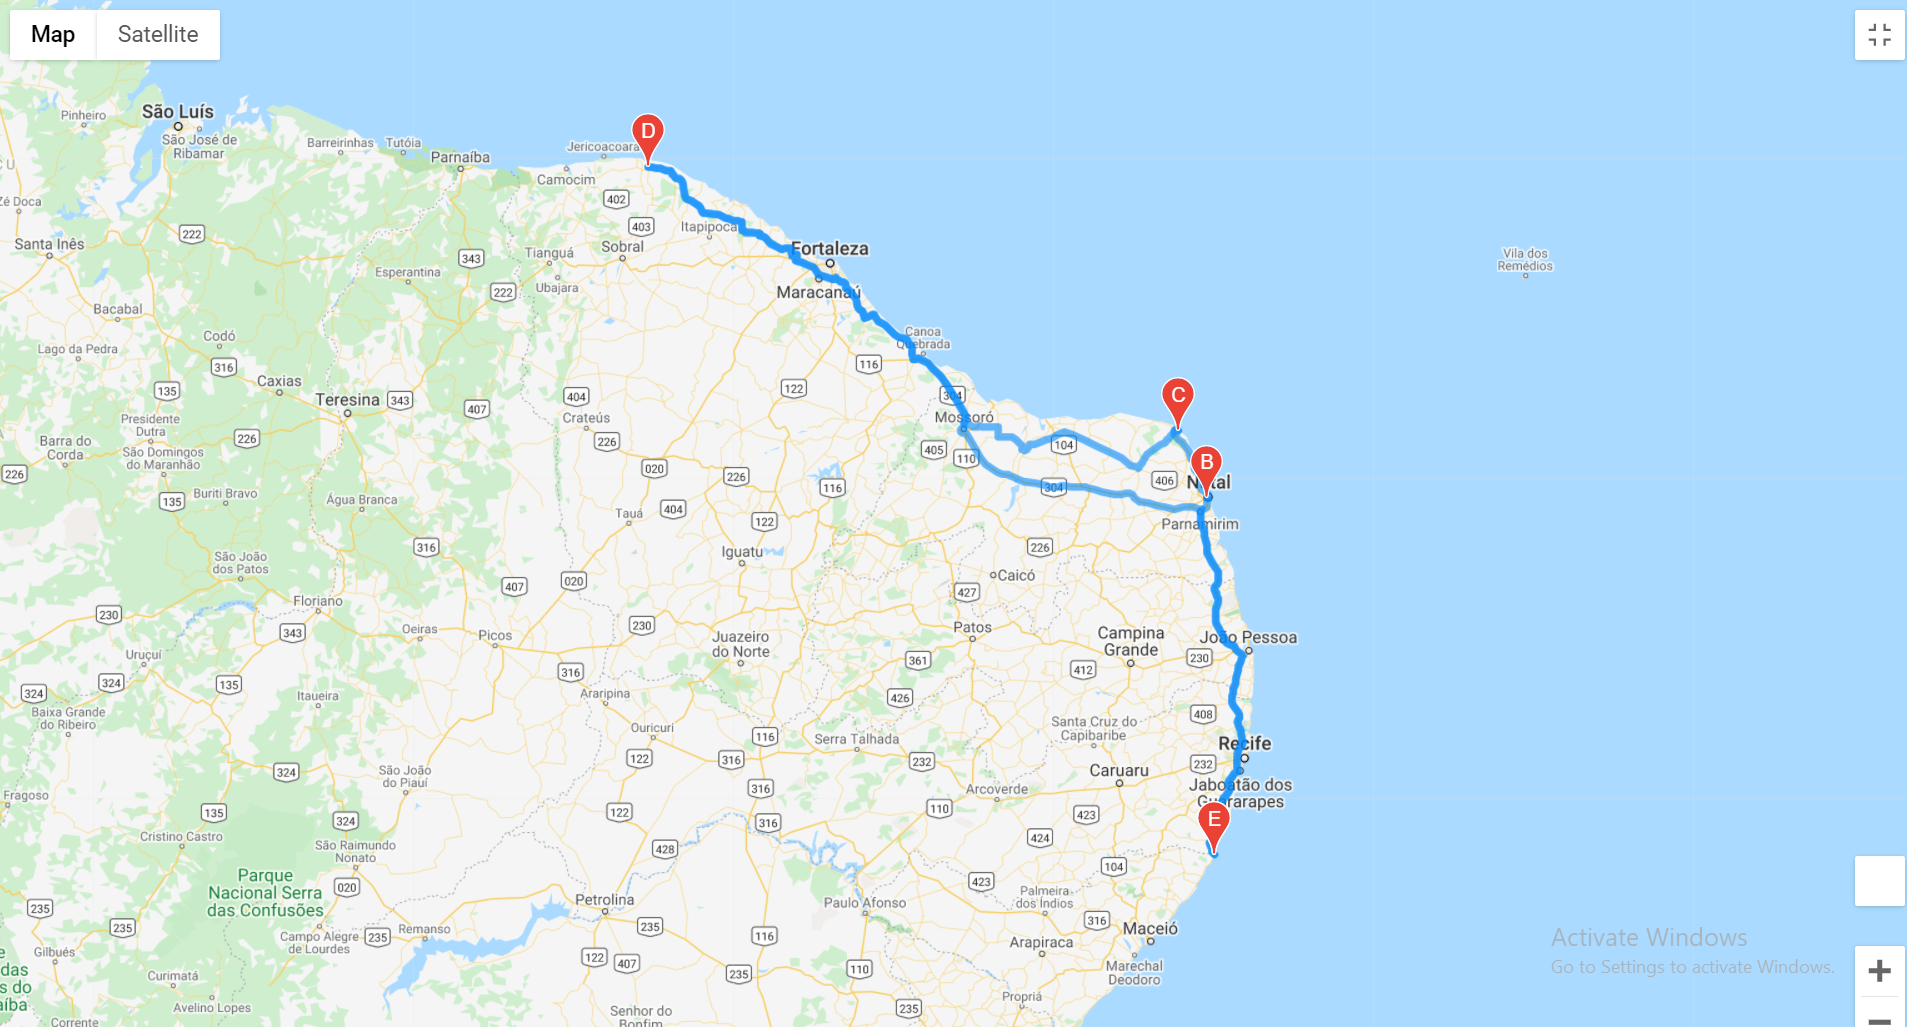 Map
Satellite
Pinheiro
São Luís
São José de
Ribamar
Barreirinhas
Tutóia
Parnaíba
Jericoacoara
D
Camocim
402
Zé Doca
222
403
Itapipoca
Santa Inês
343
Tianguá
Sobral
Fortaleza
Vila dos
Remédios
Esperantina
222
Ubajara
Maracanaú
Bacabal
Codó
Canoa
Quebrada
Lago da Pedra
316
116
Caxias
122
304
135
Teresina
343
407
404
Crateús
Mossoró
C
Presidente
Dutra
226
226
405
104
Barra do
Corda
São Domingos
do Maranhão
020
226
110
406
B
226
135
Buriti Bravo
Água Branca
116
304
Natal
Tauá
404
122
Parnamirim
316
Iguatu
226
São João
dos Patos
407
020
Caicó
427
Floriano
230
343
Oeiras
Picos
230
Juazeiro
do Norte
Patos
Campina
Grande
João Pessoa
Uruçuí
316
361
412
230
324
324
135
Itaueira
Araripina
426
Baixa Grande
do Ribeiro
Ouricuri
116
Serra Talhada
Santa Cruz do
Capibaribe
408
Recife
324
São João
do Piauí
122
316
232
Caruaru
232
Jaboatão dos
Guararapes
Fragoso
135
324
122
316
Arcoverde
110
423
E
Cristino Castro
316
São Raimundo
Nonato
428
424
104
Parque
Nacional Serra
das Confusões
020
423
Palmeira
dos Índios
235
235
Petrolina
Paulo Afonso
316
Maceió
Campo Alegre
de Lourdes
235
Remanso
235
116
Arapiraca
Gilbués
122
407
235
110
Marechal
Deodoro
Curimatá
Avelino Lopes
Propriá
235
Senhor do
Bonfim
Corrente
Activate Windows
Go to Settings to activate Windows.